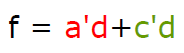 f = a'd+c'd